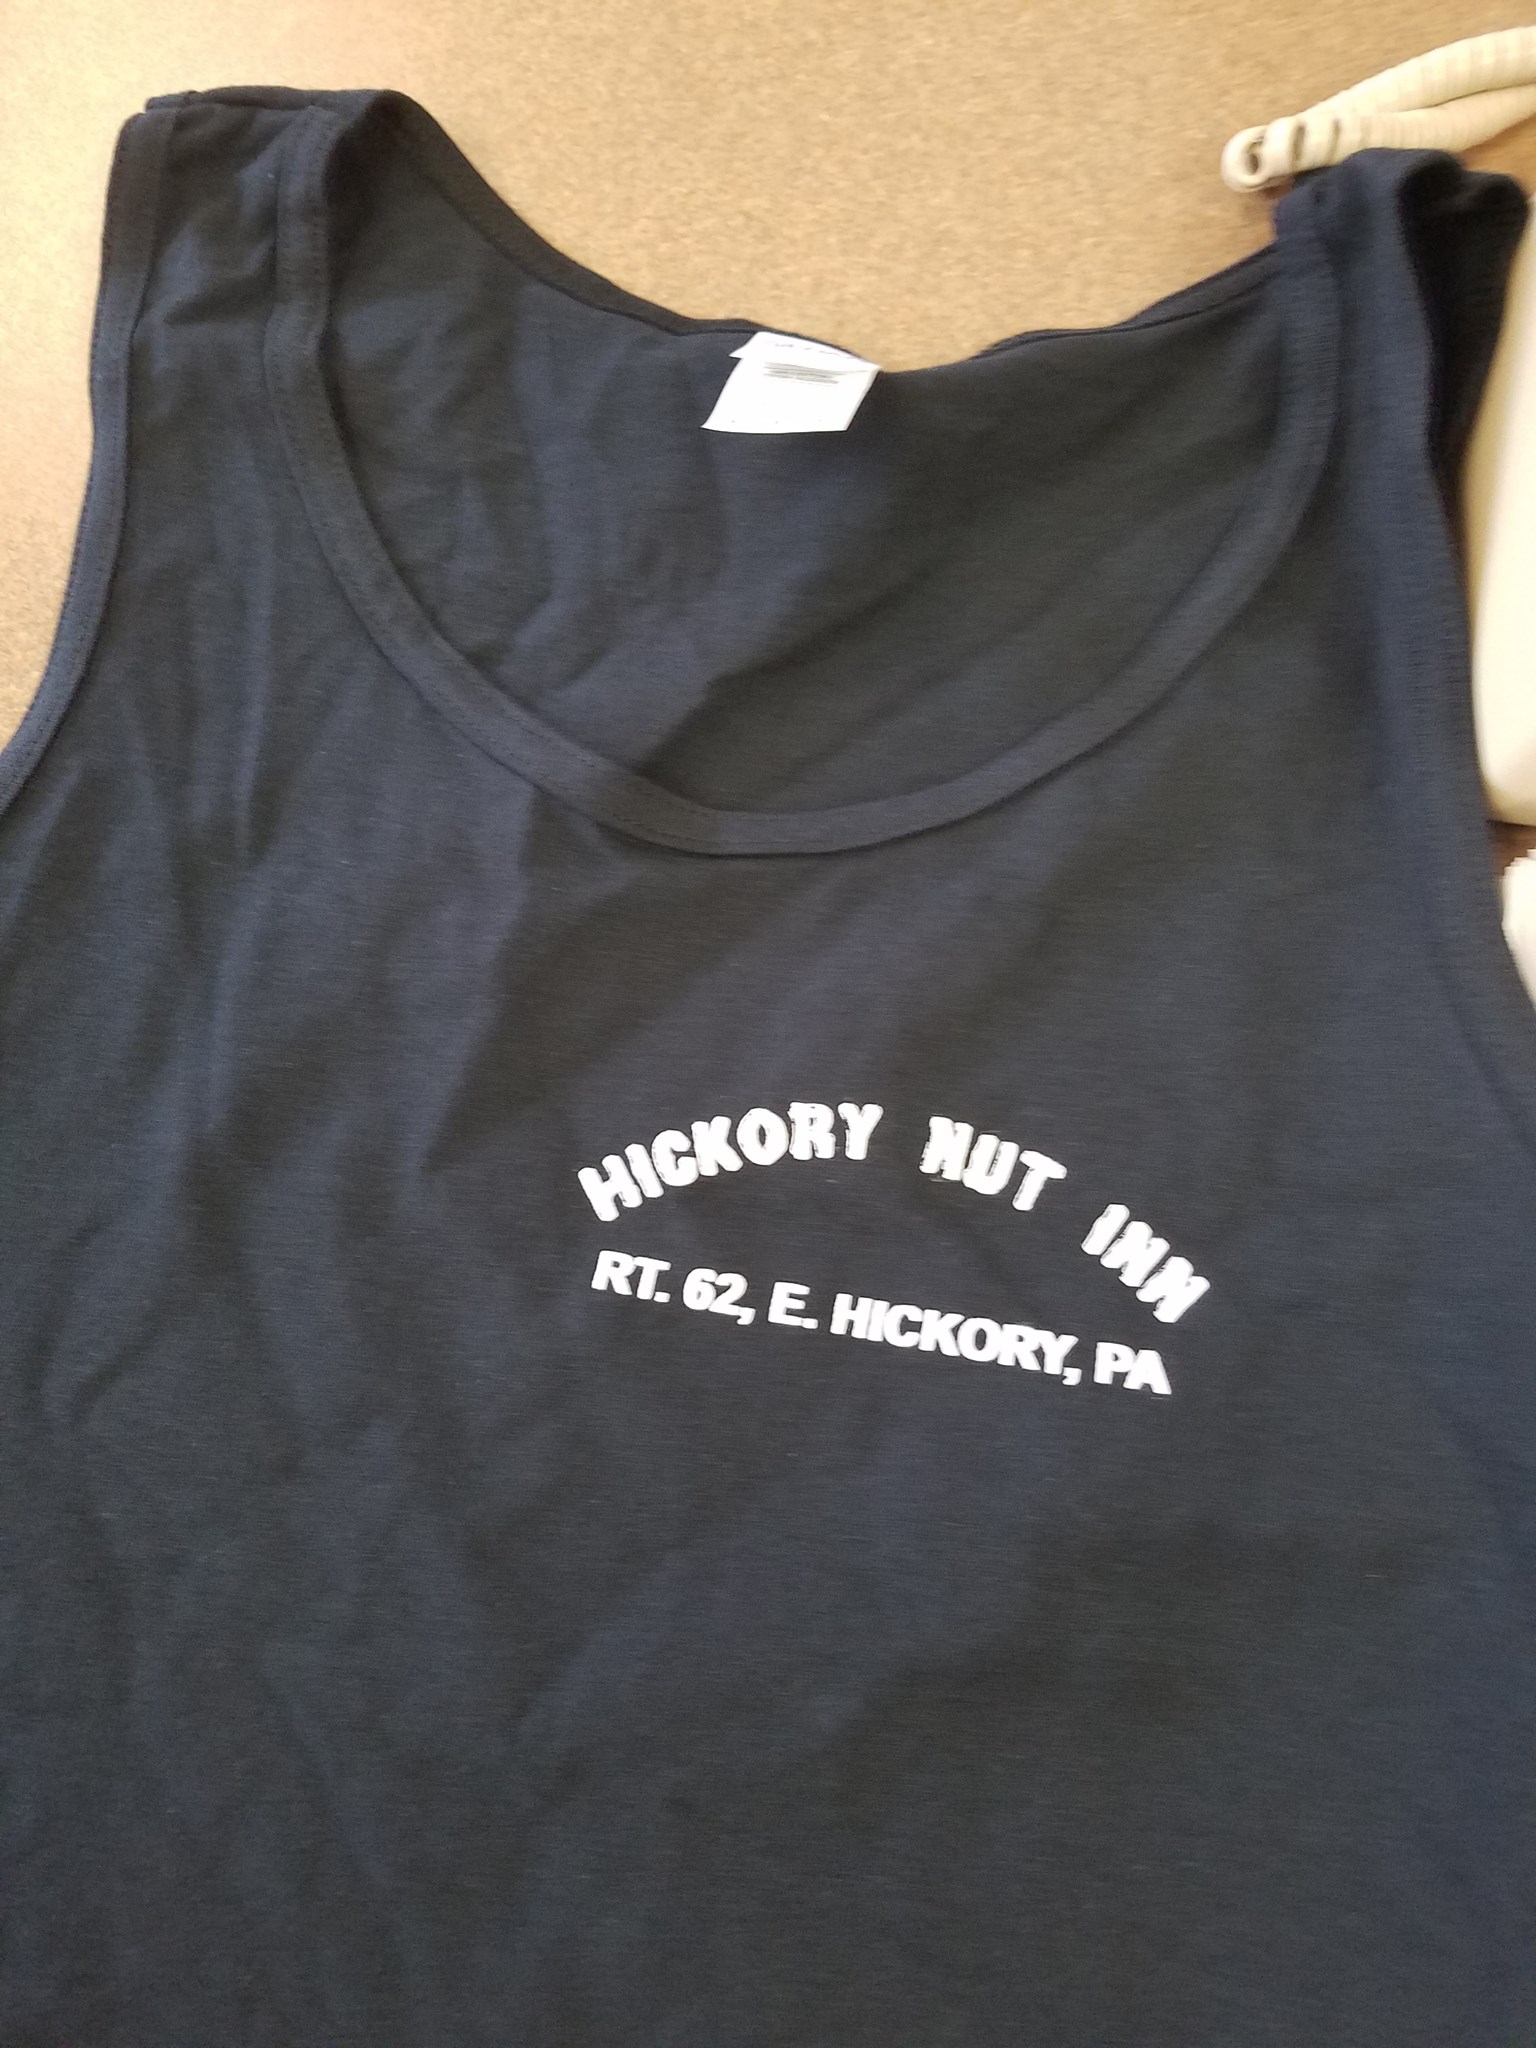 HICKORY NUT INN
RT. 62, E. HICKORY, PA